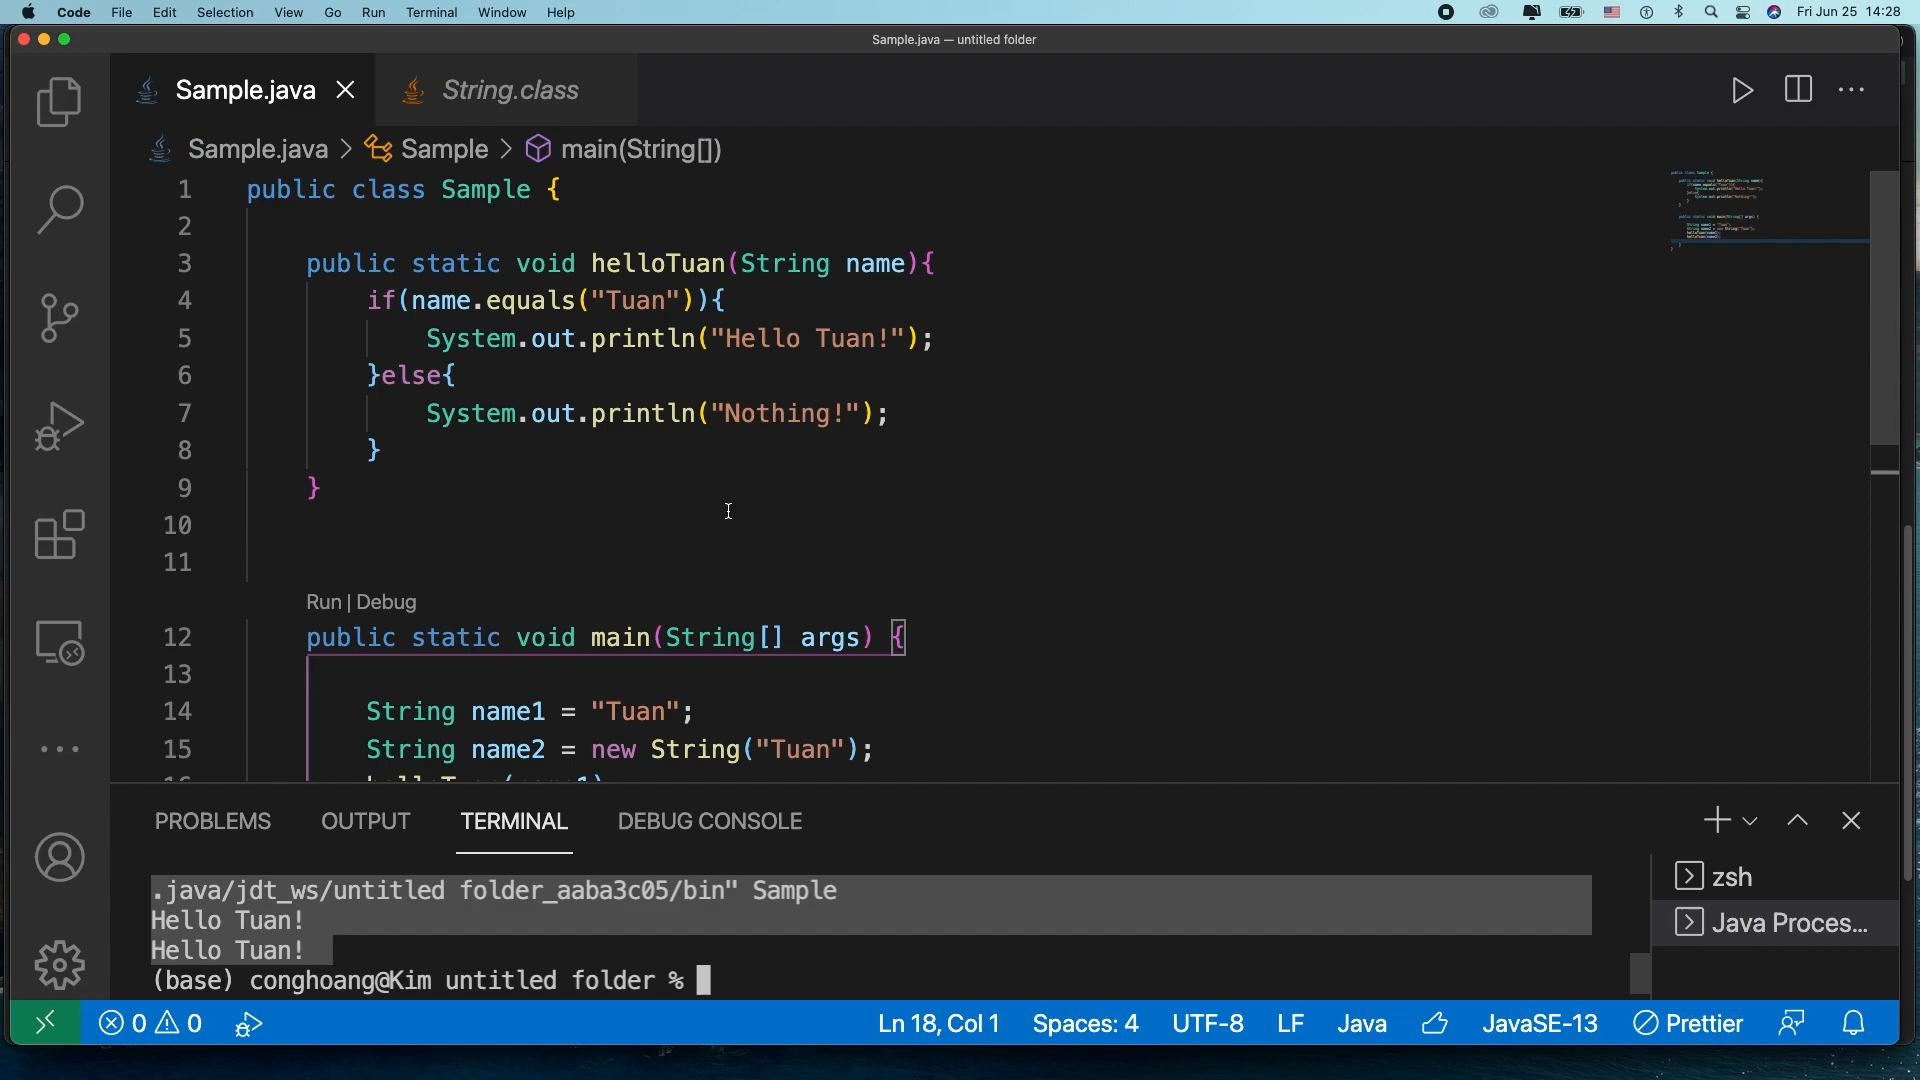 Code File Edit Selection View Go Run Terminal Window Help Fri Jun 25 14:28
Sample.java — untitled folder
Sample.java String.class
Sample.java > Sample > main(String[])
1 public class Sample {
2
3 public static void helloTuan(String name){
4 if(name.equals("Tuan")){
5 System.out.println("Hello Tuan!");
6 }else{
7 System.out.println("Nothing!");
8 }
9 }
10
11
Run | Debug
12 public static void main(String[] args) {
13
14 String name1 = "Tuan";
15 String name2 = new String("Tuan");
PROBLEMS OUTPUT TERMINAL DEBUG CONSOLE
.java/jdt_ws/untitled folder_aaba3c05/bin" Sample
Hello Tuan!
Hello Tuan!
(base) conghoang@Kim untitled folder %
zsh
Java Proces...
0 0 Ln 18, Col 1 Spaces: 4 UTF-8 LF Java JavaSE-13 Prettier